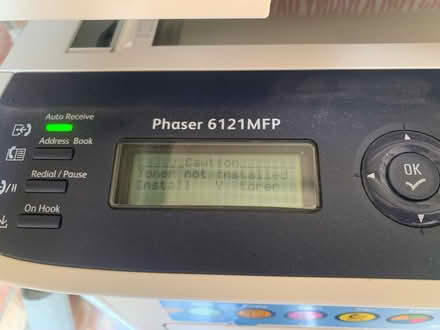 Phaser 6121MFP
Auto Receive
Address Book
Redial / Pause
On Hook
Caution
Toner not installed
Install Y toner
OK